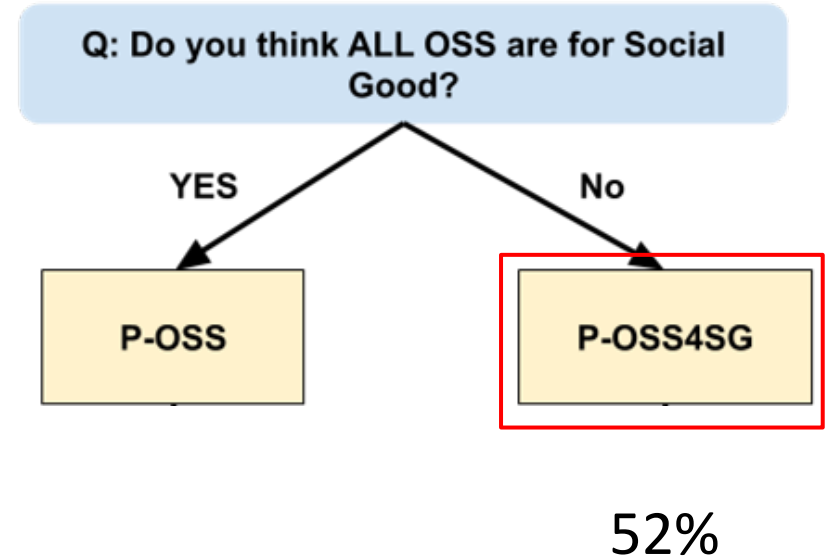 Q: Do you think ALL OSS are for Social
Good?
YES
No
P-OSS
P-OSS4SG
52%